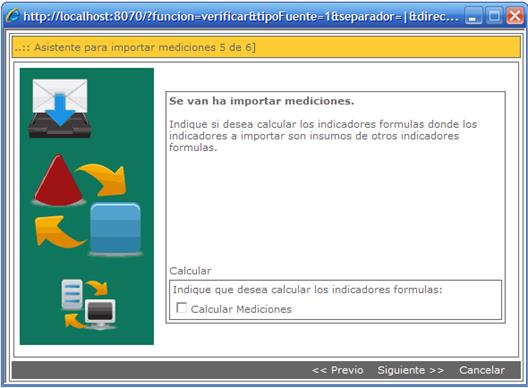 http://localhost:8070/?funcion=verificar&tipoFuente=1&separador=|&direc...
..:: Asistente para importar mediciones 5 de 6]
Se van ha importar mediciones.
Indique si desea calcular los indicadores formulas donde los
indicadores a importar son insumos de otros indicadores
formulas.
Calcular
Indique que desea calcular los indicadores formulas:
Calcular Mediciones
<< Previo Siguiente >> Cancelar